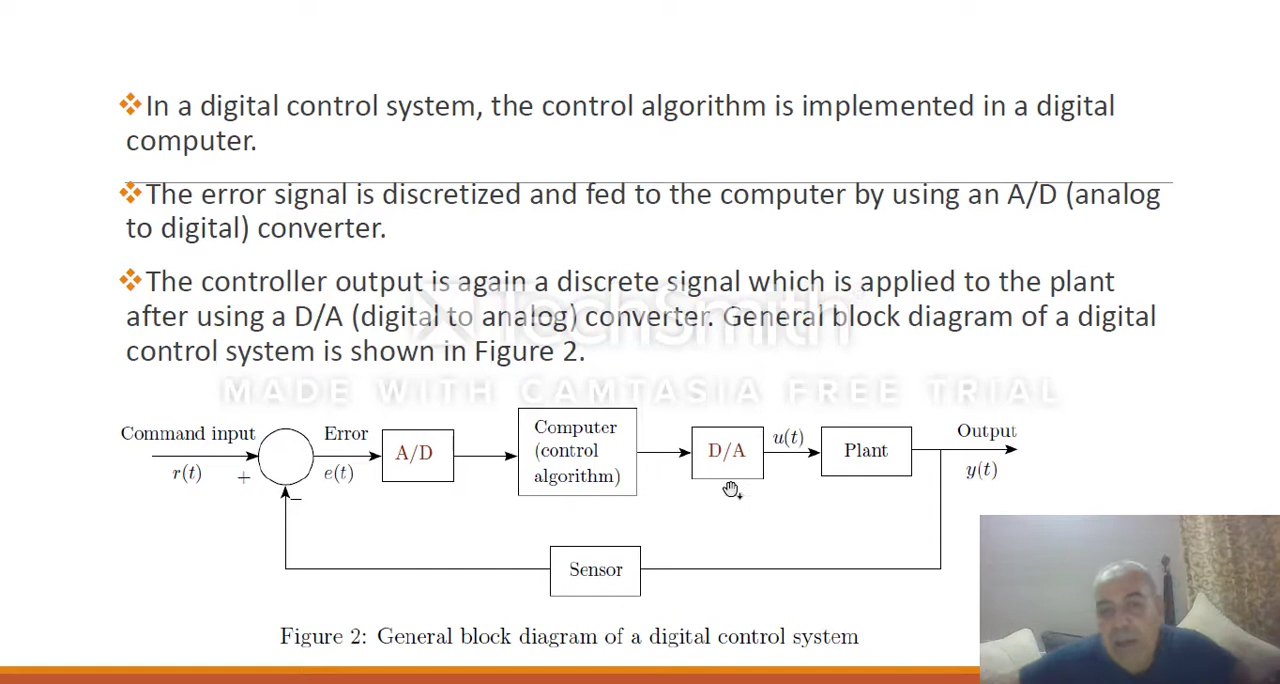 In a digital control system, the control algorithm is implemented in a digital
computer.
The error signal is discretized and fed to the computer by using an A/D (analog
to digital) converter.
The controller output is again a discrete signal which is applied to the plant
after using a D/A (digital to analog) converter. General block diagram of a digital
control system is shown in Figure 2.
TechSmith
MADE WITH CAMTASIA FREE TRIAL
Command input
r(t)
+
−
Error
e(t)
A/D
Computer
(control
algorithm)
D/A
u(t)
Plant
Output
y(t)
Sensor
Figure 2: General block diagram of a digital control system